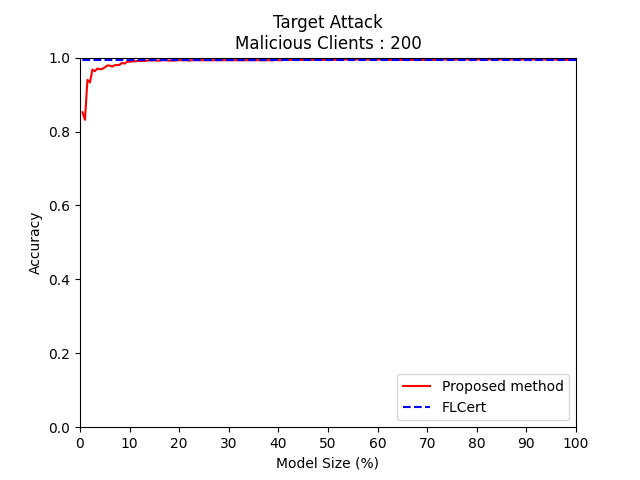 Target Attack
Malicious Clients : 200
1.0
0.8
0.6
0.4
0.2
0.0
Accuracy
Proposed method
FLCert
0 10 20 30 40 50 60 70 80 90 100
Model Size (%)